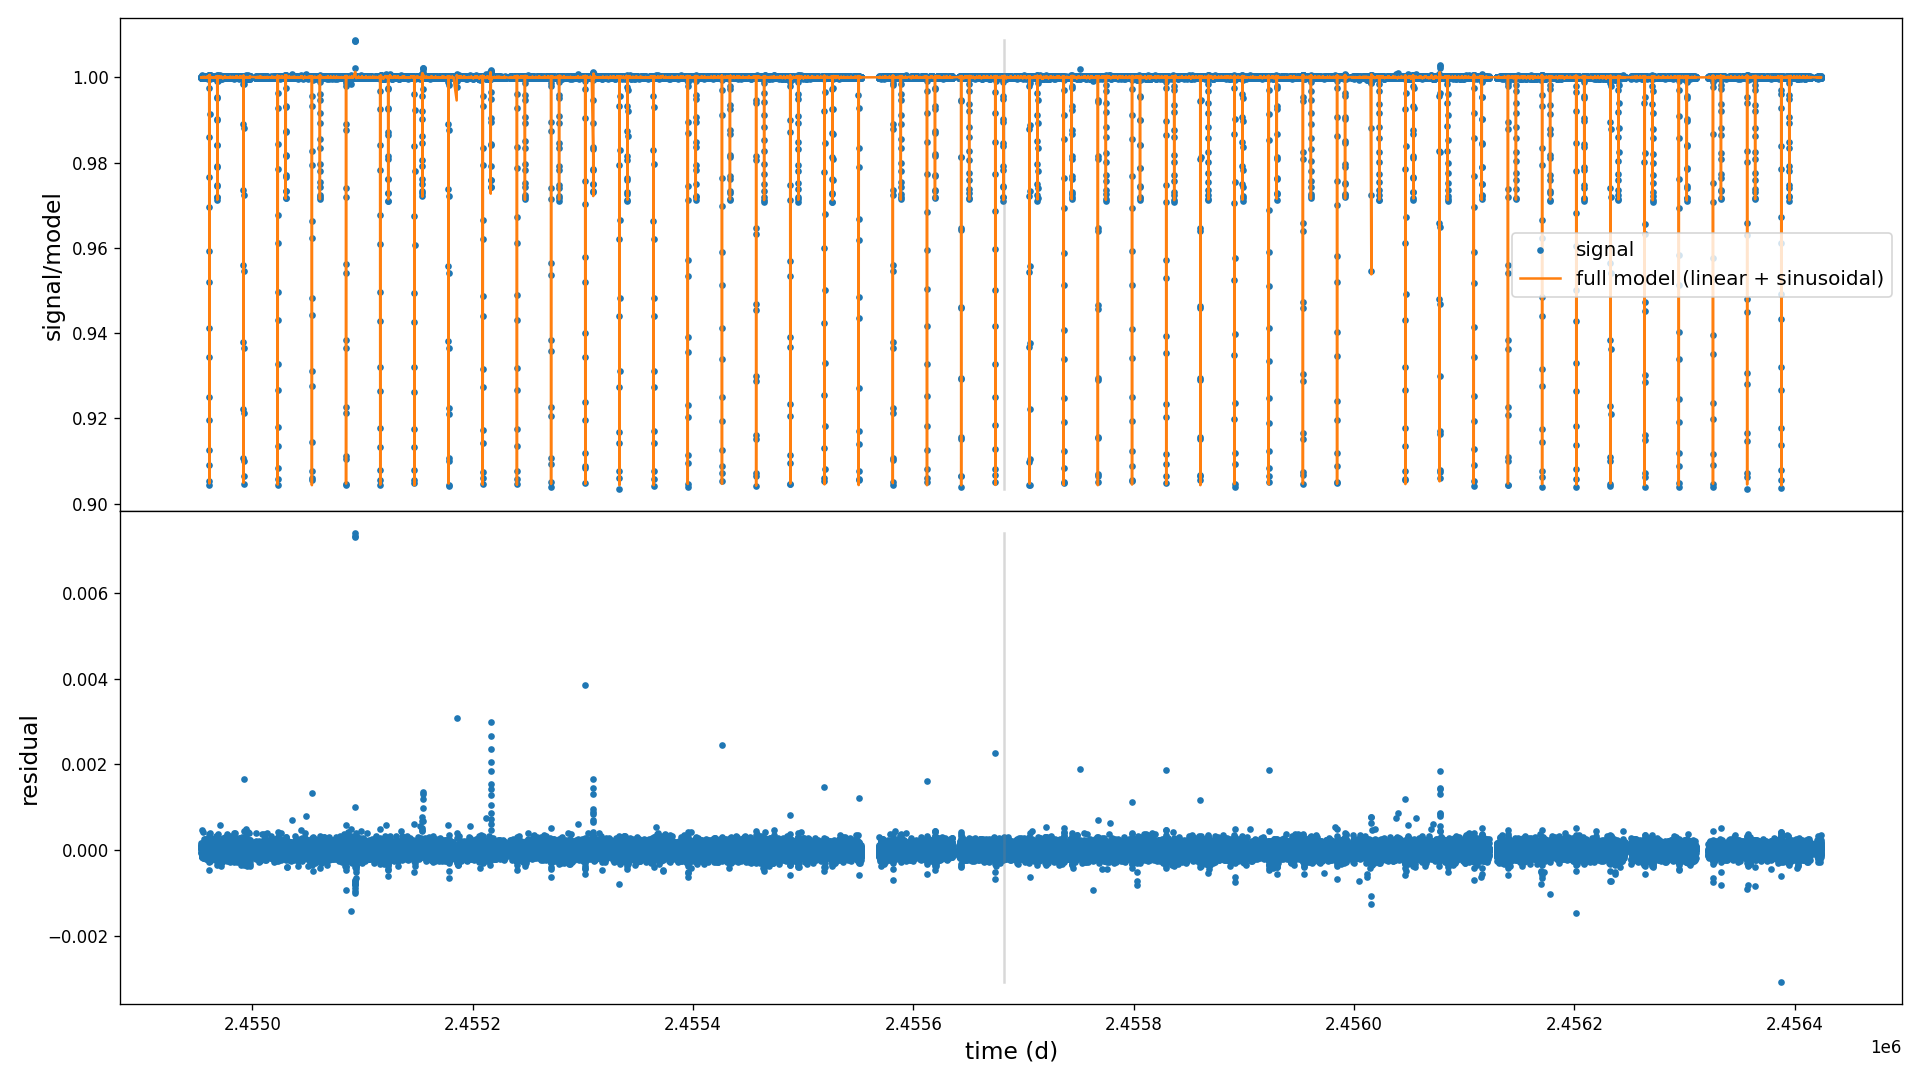 1.00
0.98
0.96
0.94
0.92
0.90
signal/model
signal
full model (linear + sinusoidal)
0.006
0.004
0.002
0.000
−0.002
residual
2.4550 2.4552 2.4554 2.4556 2.4558 2.4560 2.4562 2.4564
1e6
time (d)